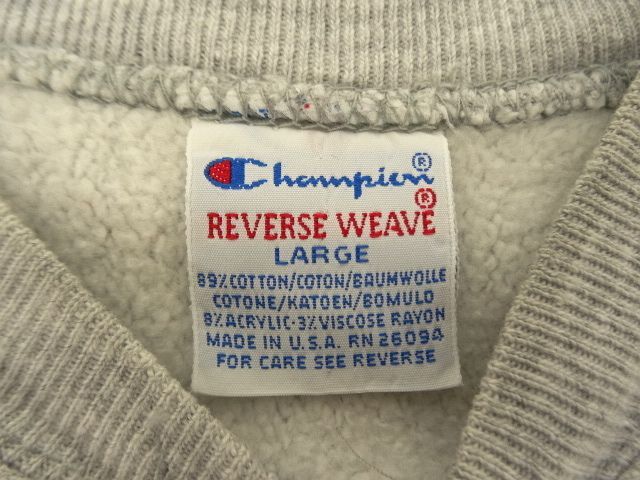 Champion ®
REVERSE WEAVE ®
LARGE
89% COTTON/COTON/BAUMWOLLE
COTONE/KATOEN/BOMULD
8% ACRYLIC·3% VISCOSE RAYON
MADE IN U.S.A. RN 26094
FOR CARE SEE REVERSE